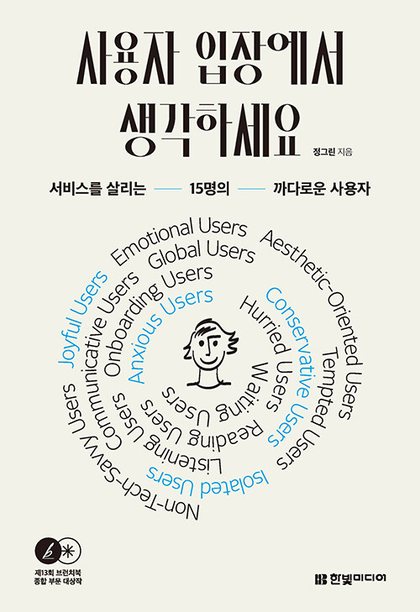 사용자 입장에서
생각하세요
정그린 지음
서비스를 살리는 15명의 까다로운 사용자
Emotional Users
Aesthetic-Oriented Users
Global Users
Joyful Users
Communicative Users
Onboarding Users
Anxious Users
Conservative Users
Hurried Users
Tempted Users
Waiting Users
Reading Users
Listening Users
Isolated Users
Non-Tech-Savvy Users
b
제13회 브런치북
종합 부문 대상작
HB 한빛미디어